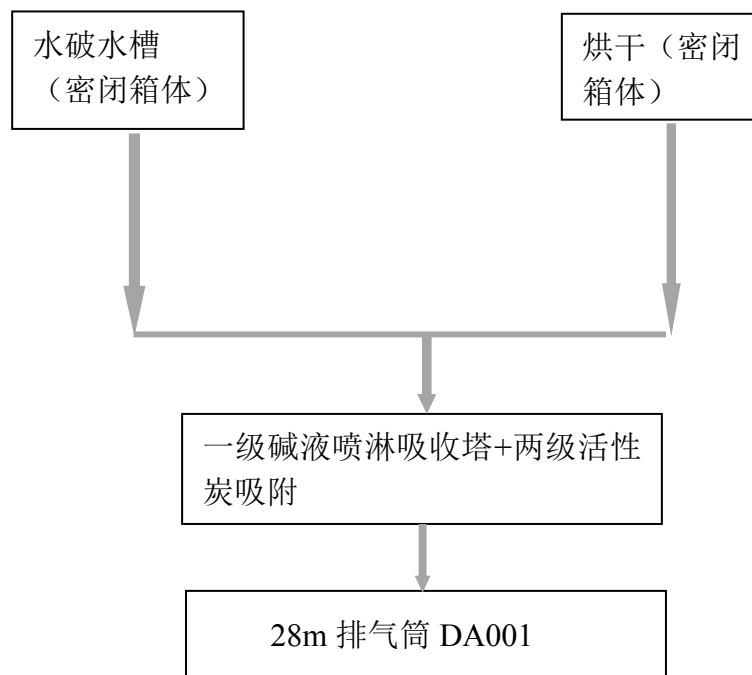 水破水槽
（密闭箱体）
烘干（密闭
箱体）
一级碱液喷淋吸收塔+两级活性
炭吸附
28m 排气筒 DA001